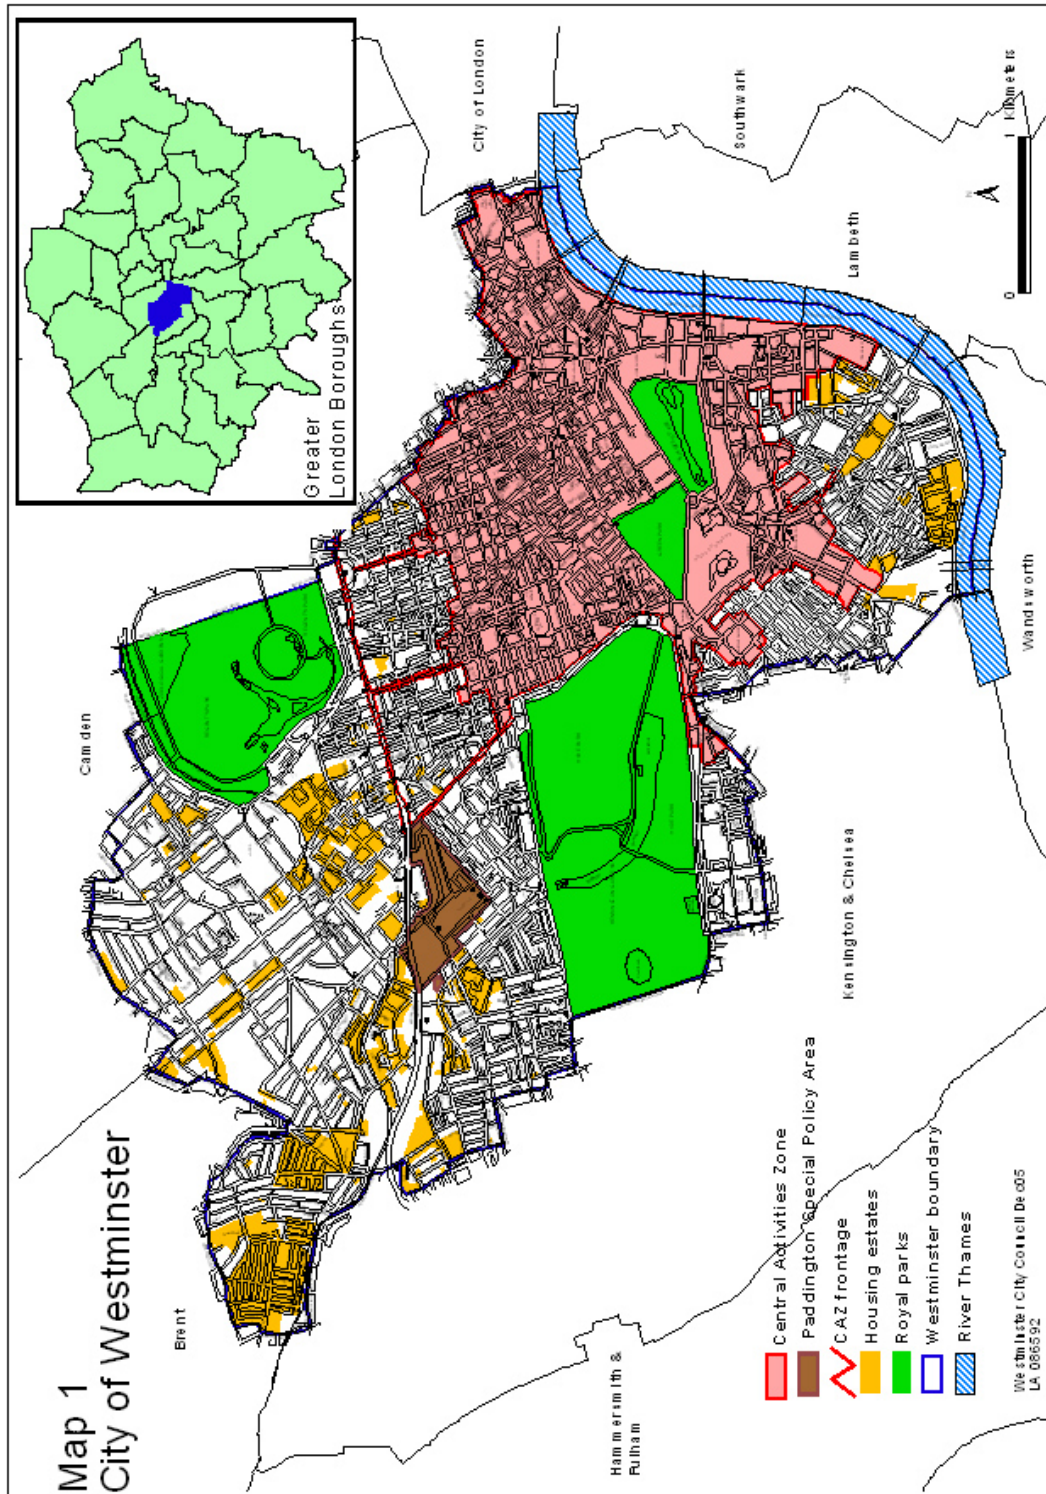 Map 1
City of Westminster
Greater
London Boroughs
Camden
Brent
City of London
Southwark
Lambeth
Wandsworth
Kensington & Chelsea
Hammersmith &
Fulham
N
0 1 Kilometers
Central Activities Zone
Paddington Special Policy Area
CAZ frontage
Housing estates
Royal parks
Westminster boundary
River Thames
Westminster City Council Dec05
LA 086592